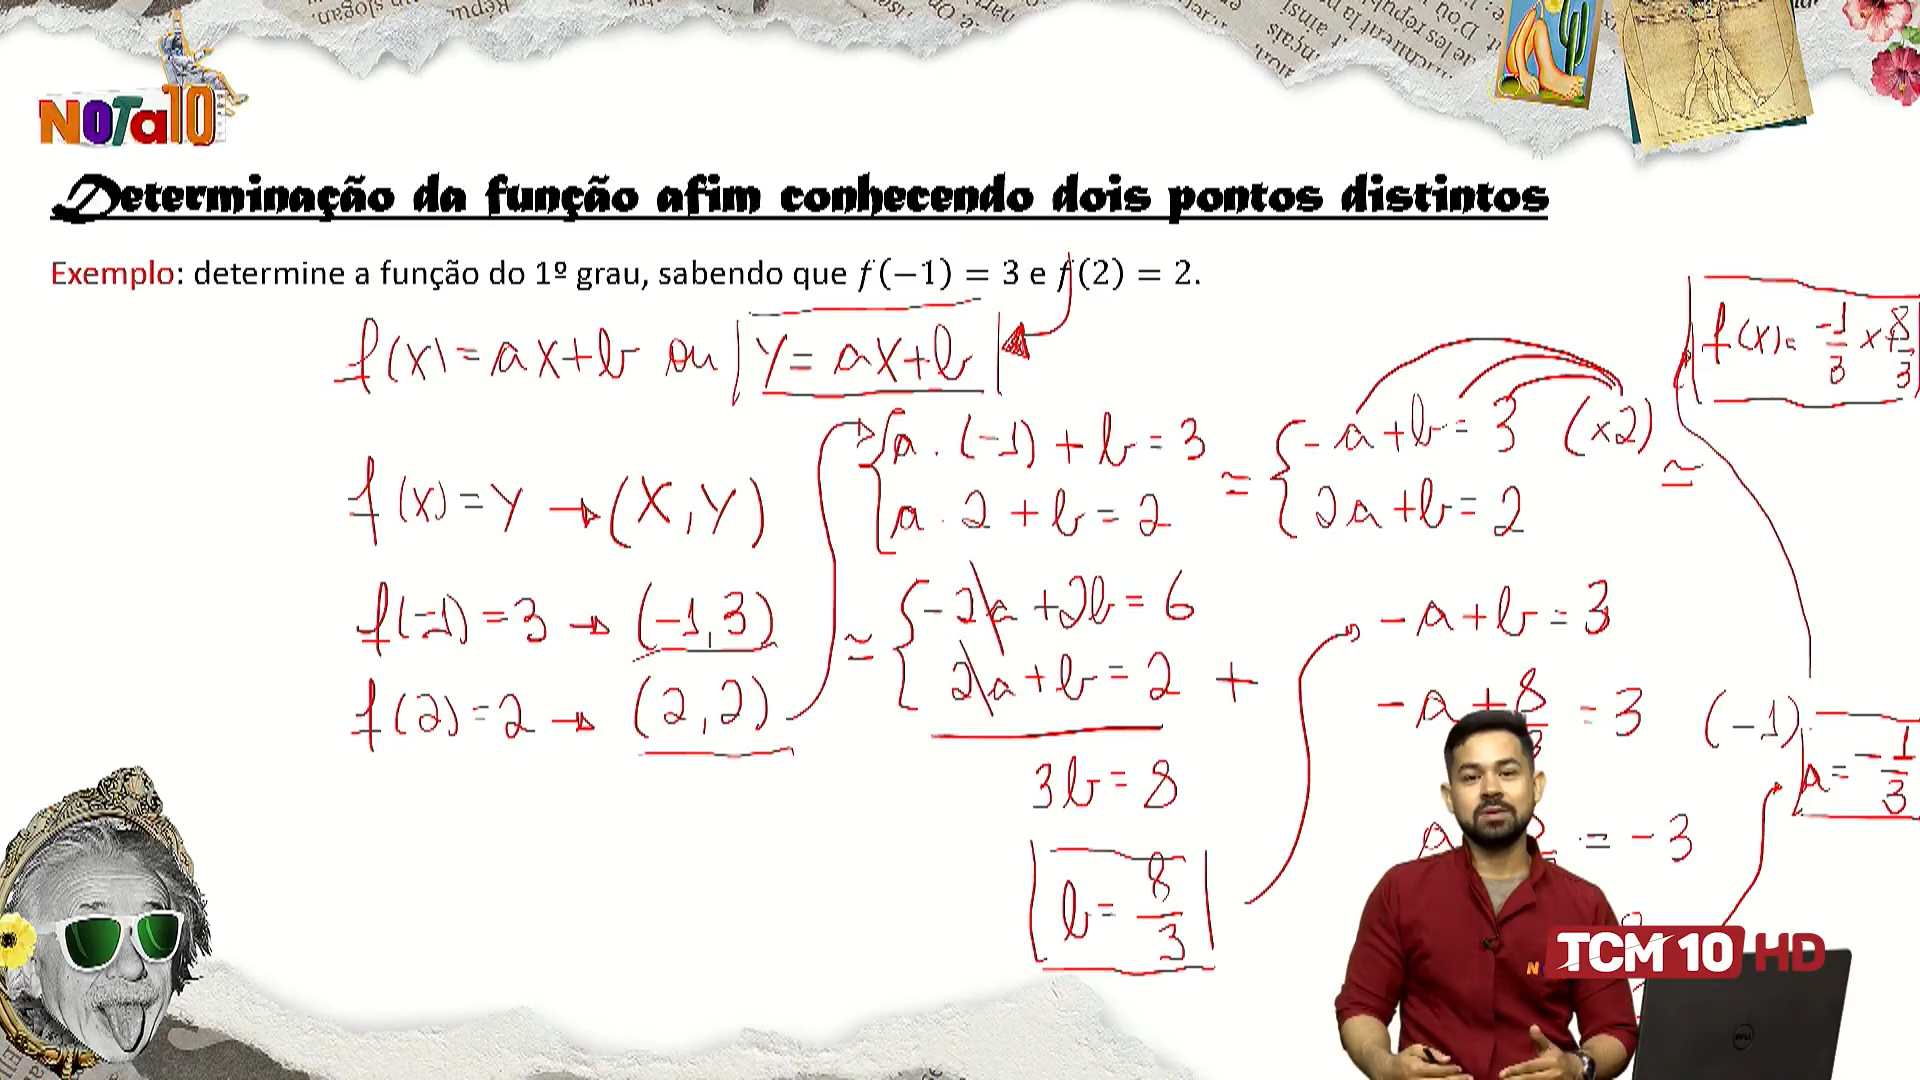 NOTa10
Determinação da função afim conhecendo dois pontos distintos
Exemplo: determine a função do 1º grau, sabendo que f(−1) = 3 e f(2) = 2.
f(x) = ax+b ou y = ax+b
f(x) = y → (x,y)
f(-1) = 3 → (-1,3)
f(2) = 2 → (2,2)
a . (-1) + b = 3
a . 2 + b = 2
≃
-a+b = 3 (x2)
2a+b = 2
≃
≃
-2a +2b = 6
2a+b = 2 +
3b = 8
b = 8/3
-a+b = 3
-a + 8/3 = 3 (-1)
= -3
a = -1/3
f(x) = -1/3 x + 8/3
TCM 10 HD
DELL